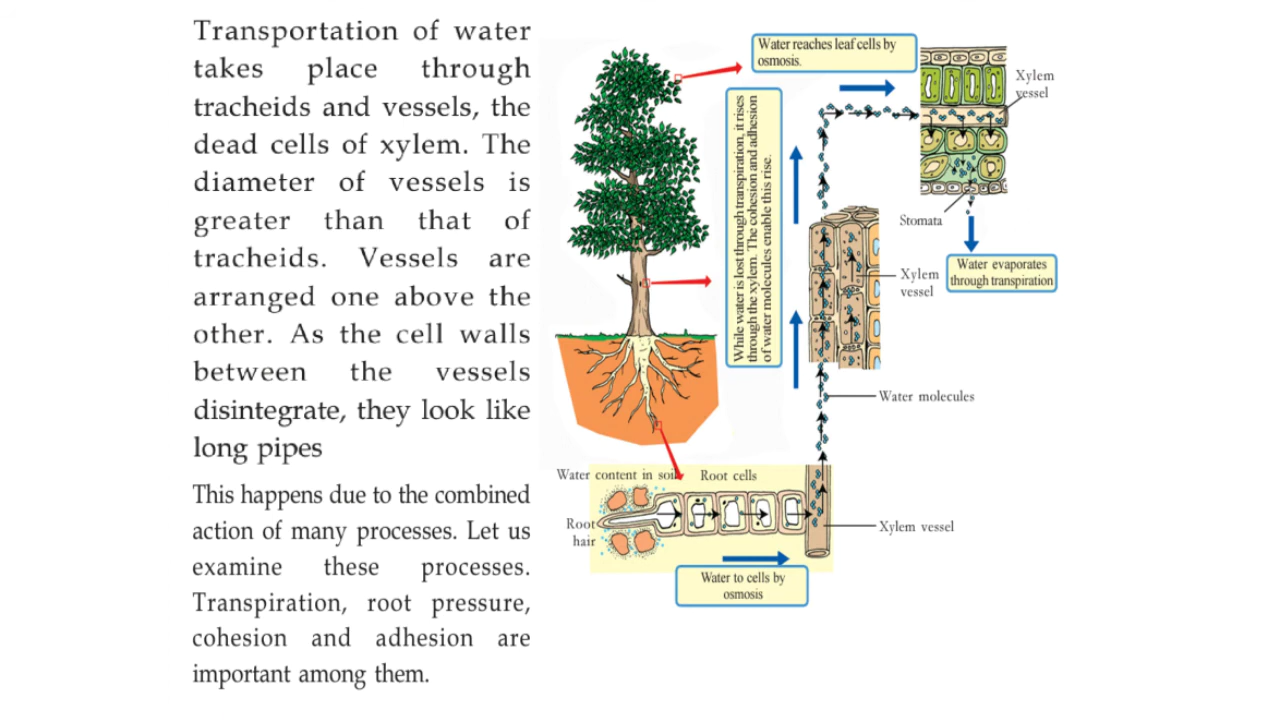 Transportation of water
takes place through
tracheids and vessels, the
dead cells of xylem. The
diameter of vessels is
greater than that of
tracheids. Vessels are
arranged one above the
other. As the cell walls
between the vessels
disintegrate, they look like
long pipes
This happens due to the combined
action of many processes. Let us
examine these processes.
Transpiration, root pressure,
cohesion and adhesion are
important among them.
Water reaches leaf cells by
osmosis.
Xylem
vessel
While water is lost through transpiration, it rises
through the xylem. The cohesion and adhesion
of water molecules enable this rise.
Stomata
Water evaporates
through transpiration
Xylem
vessel
Water molecules
Water content in soil
Root cells
Root
hair
Xylem vessel
Water to cells by
osmosis